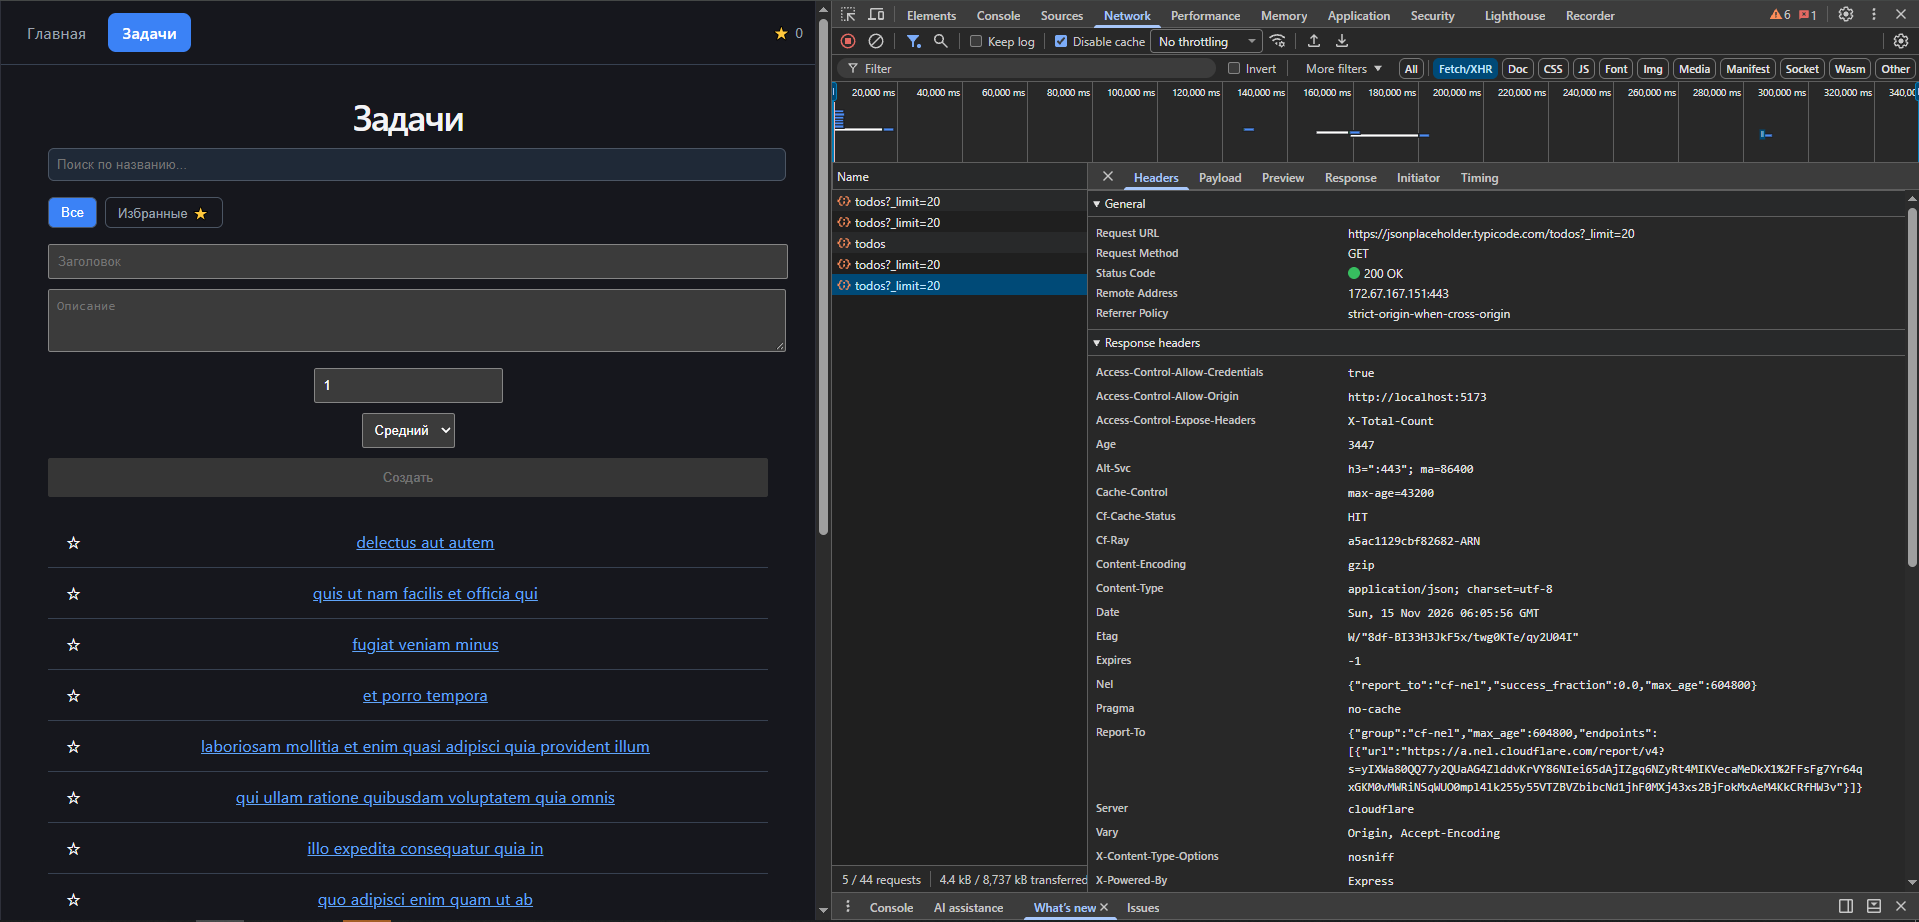 Главная
Задачи
★ 0
Задачи
Поиск по названию...
Все
Избранные ★
Заголовок
Описание
1
Средний
Создать
☆ delectus aut autem
☆ quis ut nam facilis et officia qui
☆ fugiat veniam minus
☆ et porro tempora
☆ laboriosam mollitia et enim quasi adipisci quia provident illum
☆ qui ullam ratione quibusdam voluptatem quia omnis
☆ illo expedita consequatur quia in
☆ quo adipisci enim quam ut ab
Elements Console Sources Network Performance Memory Application Security Lighthouse Recorder 6 1
Keep log Disable cache No throttling
Filter Invert More filters All Fetch/XHR Doc CSS JS Font Img Media Manifest Socket Wasm Other
20,000 ms 40,000 ms 60,000 ms 80,000 ms 100,000 ms 120,000 ms 140,000 ms 160,000 ms 180,000 ms 200,000 ms 220,000 ms 240,000 ms 260,000 ms 280,000 ms 300,000 ms 320,000 ms 340,0
Name
todos?_limit=20
todos?_limit=20
todos
todos?_limit=20
todos?_limit=20
Headers Payload Preview Response Initiator Timing
General
Request URL https://jsonplaceholder.typicode.com/todos?_limit=20
Request Method GET
Status Code 200 OK
Remote Address 172.67.167.151:443
Referrer Policy strict-origin-when-cross-origin
Response headers
Access-Control-Allow-Credentials true
Access-Control-Allow-Origin http://localhost:5173
Access-Control-Expose-Headers X-Total-Count
Age 3447
Alt-Svc h3=":443"; ma=86400
Cache-Control max-age=43200
Cf-Cache-Status HIT
Cf-Ray a5ac1129cbf82682-ARN
Content-Encoding gzip
Content-Type application/json; charset=utf-8
Date Sun, 15 Nov 2026 06:05:56 GMT
Etag W/"8df-BI33H3JkF5x/twg0KTe/qy2U04I"
Expires -1
Nel {"report_to":"cf-nel","success_fraction":0.0,"max_age":604800}
Pragma no-cache
Report-To {"group":"cf-nel","max_age":604800,"endpoints":
[{"url":"https://a.nel.cloudflare.com/report/v4?
s=yIXWa80QQ77y2QUaAG4ZlddvKrVY86NIei65dAjIZgq6NZyRt4MIKVecaMeDkX1%2FFsFg7Yr64q
xGKM0vMWRiNSqWUO0mpl4lk255y55VTZBVZbibcNd1jhF0MXj43xs2BjFokMxAeM4KkCRfHW3v"}]}
Server cloudflare
Vary Origin, Accept-Encoding
X-Content-Type-Options nosniff
X-Powered-By Express
5 / 44 requests 4.4 kB / 8,737 kB transferred
Console AI assistance What's new Issues